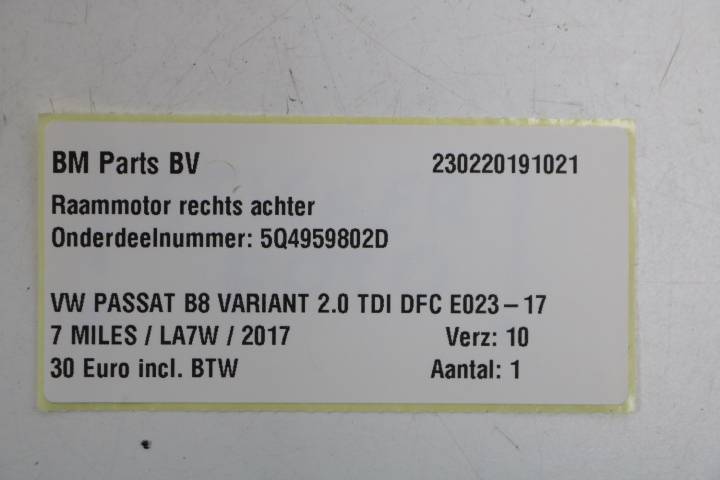 BM Parts BV 230220191021
Raammotor rechts achter
Onderdeelnummer: 5Q4959802D
VW PASSAT B8 VARIANT 2.0 TDI DFC E023-17
7 MILES / LA7W / 2017 Verz: 10
30 Euro incl. BTW Aantal: 1